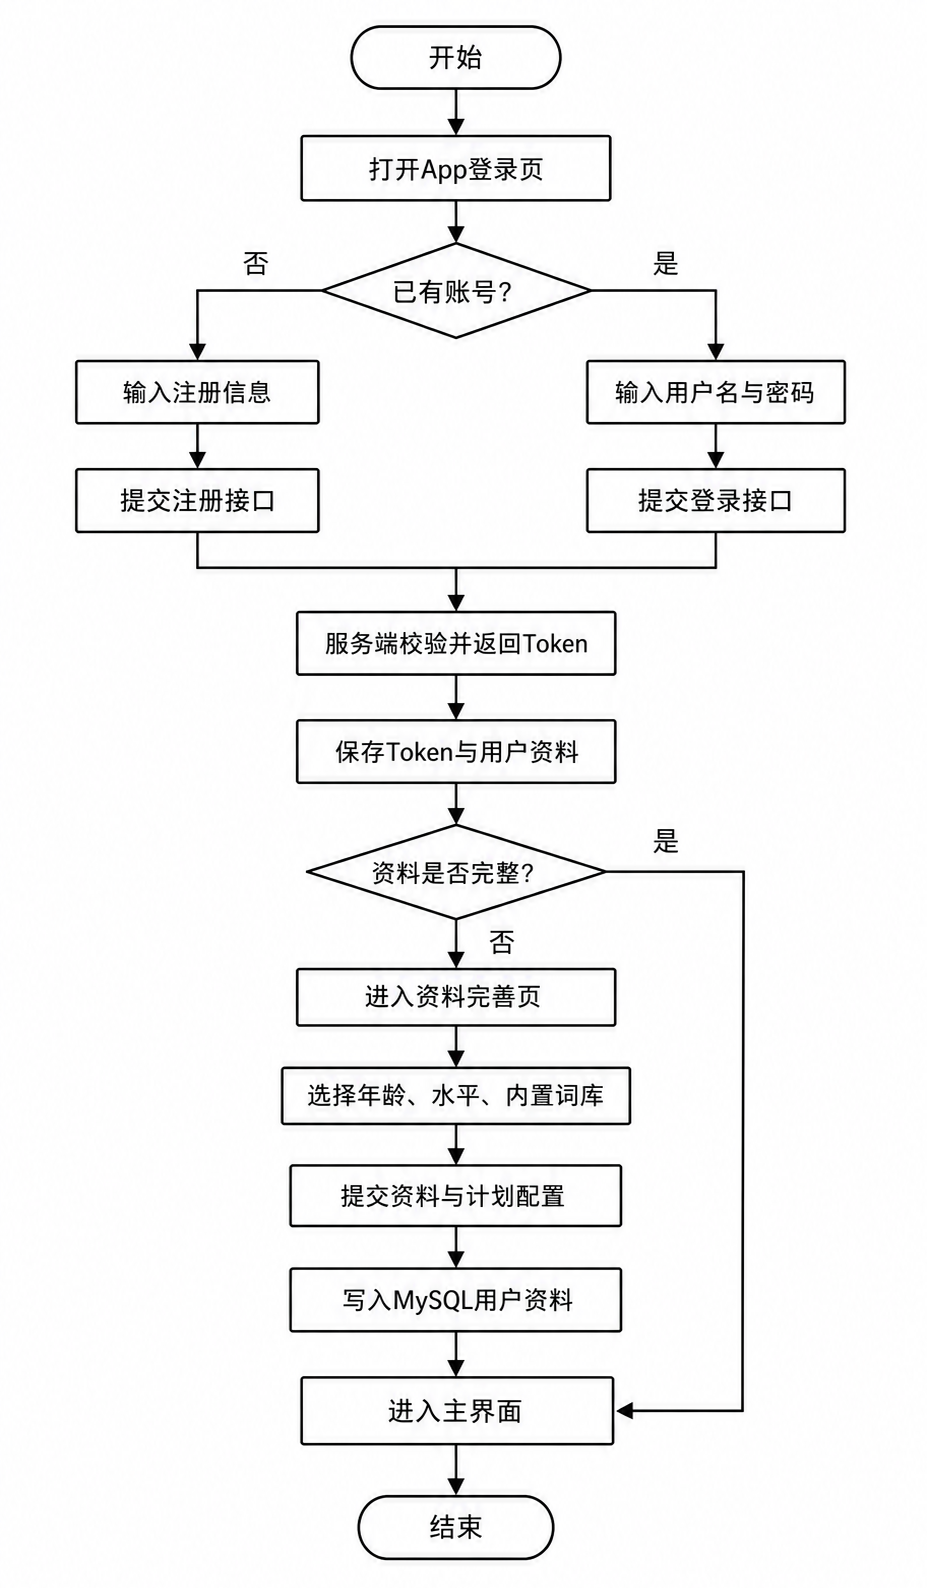 开始
打开App登录页
否
是
已有账号?
输入注册信息
输入用户名与密码
提交注册接口
提交登录接口
服务端校验并返回Token
保存Token与用户资料
是
资料是否完整?
否
进入资料完善页
选择年龄、水平、内置词库
提交资料与计划配置
写入MySQL用户资料
进入主界面
结束